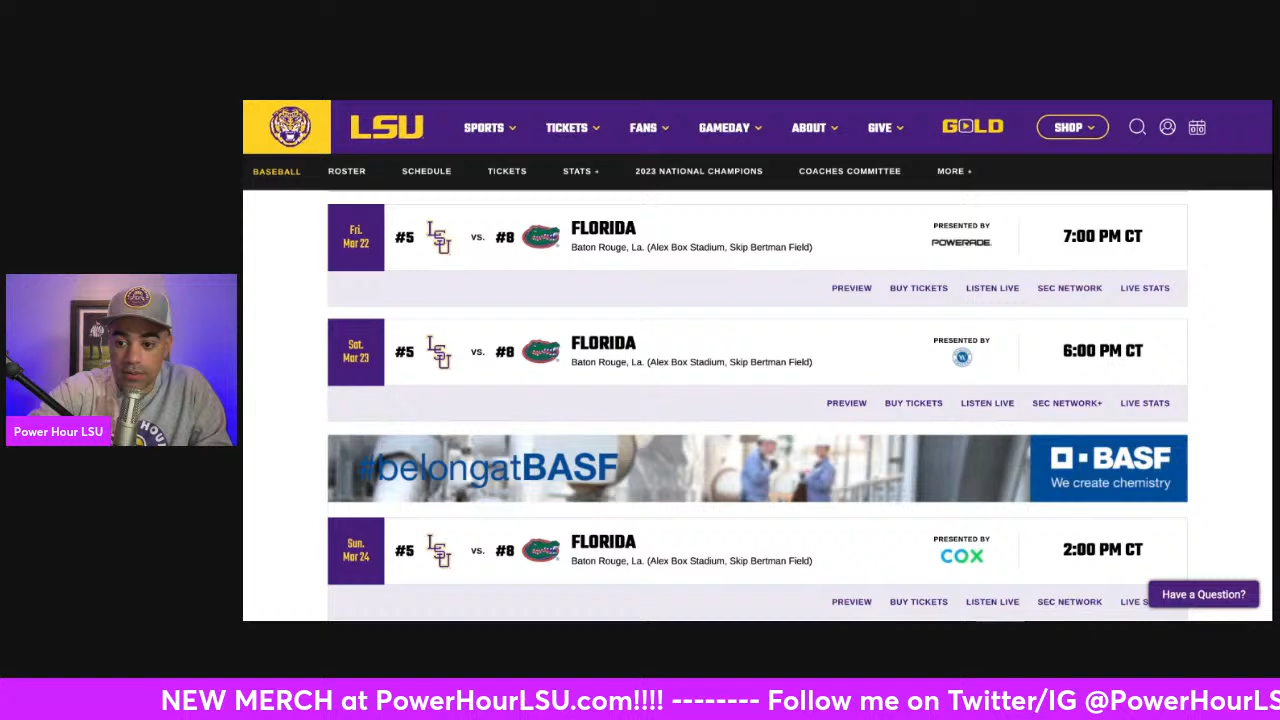 LSU
SPORTS
TICKETS
FANS
GAMEDAY
ABOUT
GIVE
GOLD
SHOP
BASEBALL
ROSTER
SCHEDULE
TICKETS
STATS +
2023 NATIONAL CHAMPIONS
COACHES COMMITTEE
MORE +
Fri.
Mar 22
#5
LSU
vs.
#8
FLORIDA
Baton Rouge, La. (Alex Box Stadium, Skip Bertman Field)
PRESENTED BY
POWERADE
7:00 PM CT
PREVIEW
BUY TICKETS
LISTEN LIVE
SEC NETWORK
LIVE STATS
Sat.
Mar 23
#5
LSU
vs.
#8
FLORIDA
Baton Rouge, La. (Alex Box Stadium, Skip Bertman Field)
PRESENTED BY
6:00 PM CT
PREVIEW
BUY TICKETS
LISTEN LIVE
SEC NETWORK+
LIVE STATS
#belongatBASF
BASF
We create chemistry
Sun.
Mar 24
#5
LSU
vs.
#8
FLORIDA
Baton Rouge, La. (Alex Box Stadium, Skip Bertman Field)
PRESENTED BY
COX
2:00 PM CT
PREVIEW
BUY TICKETS
LISTEN LIVE
SEC NETWORK
LIVE S
Have a Question?
Power Hour LSU
NEW MERCH at PowerHourLSU.com!!!! -------- Follow me on Twitter/IG @PowerHourLS